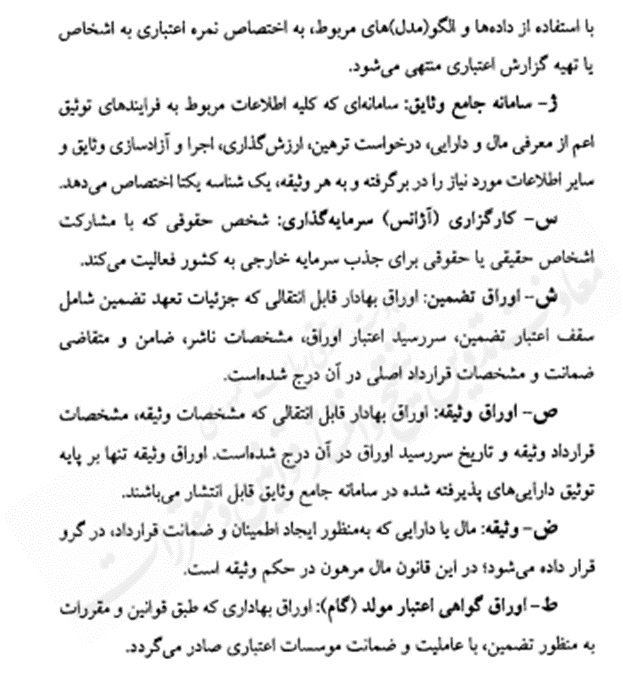 با استفاده از داده‌ها و الگو(مدل)های مربوط، به اختصاص نمره اعتباری به اشخاص
یا تهیه گزارش اعتباری منتهی می‌شود.
ژ- سامانه جامع وثایق: سامانه‌ای که کلیه اطلاعات مربوط به فرایندهای توثیق
اعم از معرفی مال و دارایی، درخواست ترهین، ارزش‌گذاری، اجرا و آزادسازی وثایق و
سایر اطلاعات مورد نیاز را در برگرفته و به هر وثیقه، یک شناسه یکتا اختصاص می‌دهد.
س- کارگزاری (آژانس) سرمایه‌گذاری: شخص حقوقی که با مشارکت
اشخاص حقیقی یا حقوقی برای جذب سرمایه خارجی به کشور فعالیت می‌کند.
ش- اوراق تضمین: اوراق بهادار قابل انتقالی که جزئیات تعهد تضمین شامل
سقف اعتبار تضمین، سررسید اعتبار اوراق، مشخصات ناشر، ضامن و متقاضی
ضمانت و مشخصات قرارداد اصلی در آن درج شده‌است.
ص- اوراق وثیقه: اوراق بهادار قابل انتقالی که مشخصات وثیقه، مشخصات
قرارداد وثیقه و تاریخ سررسید اوراق در آن درج شده‌است. اوراق وثیقه تنها بر پایه
توثیق دارایی‌های پذیرفته شده در سامانه جامع وثایق قابل انتشار می‌باشند.
ض- وثیقه: مال یا دارایی که به‌منظور ایجاد اطمینان و ضمانت قرارداد، در گرو
قرار داده می‌شود؛ در این قانون مال مرهون در حکم وثیقه است.
ط- اوراق گواهی اعتبار مولد (گام): اوراق بهاداری که طبق قوانین و مقررات
به منظور تضمین، با عاملیت و ضمانت موسسات اعتباری صادر می‌گردد.
معاونت تدوین تنقیح و انتشار قوانین و مقررات